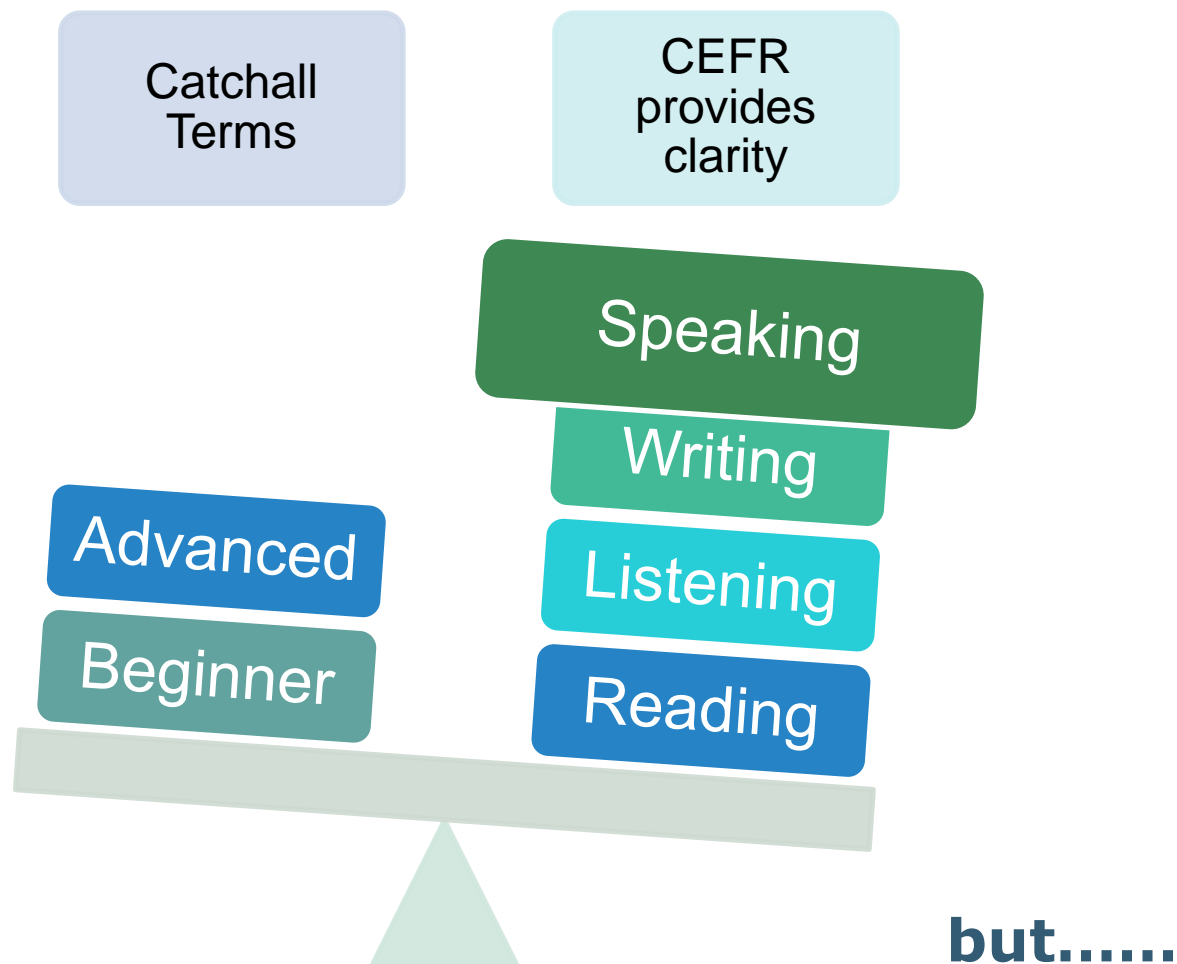 Catchall
Terms
CEFR
provides
clarity
Speaking
Writing
Listening
Reading
Advanced
Beginner
but......